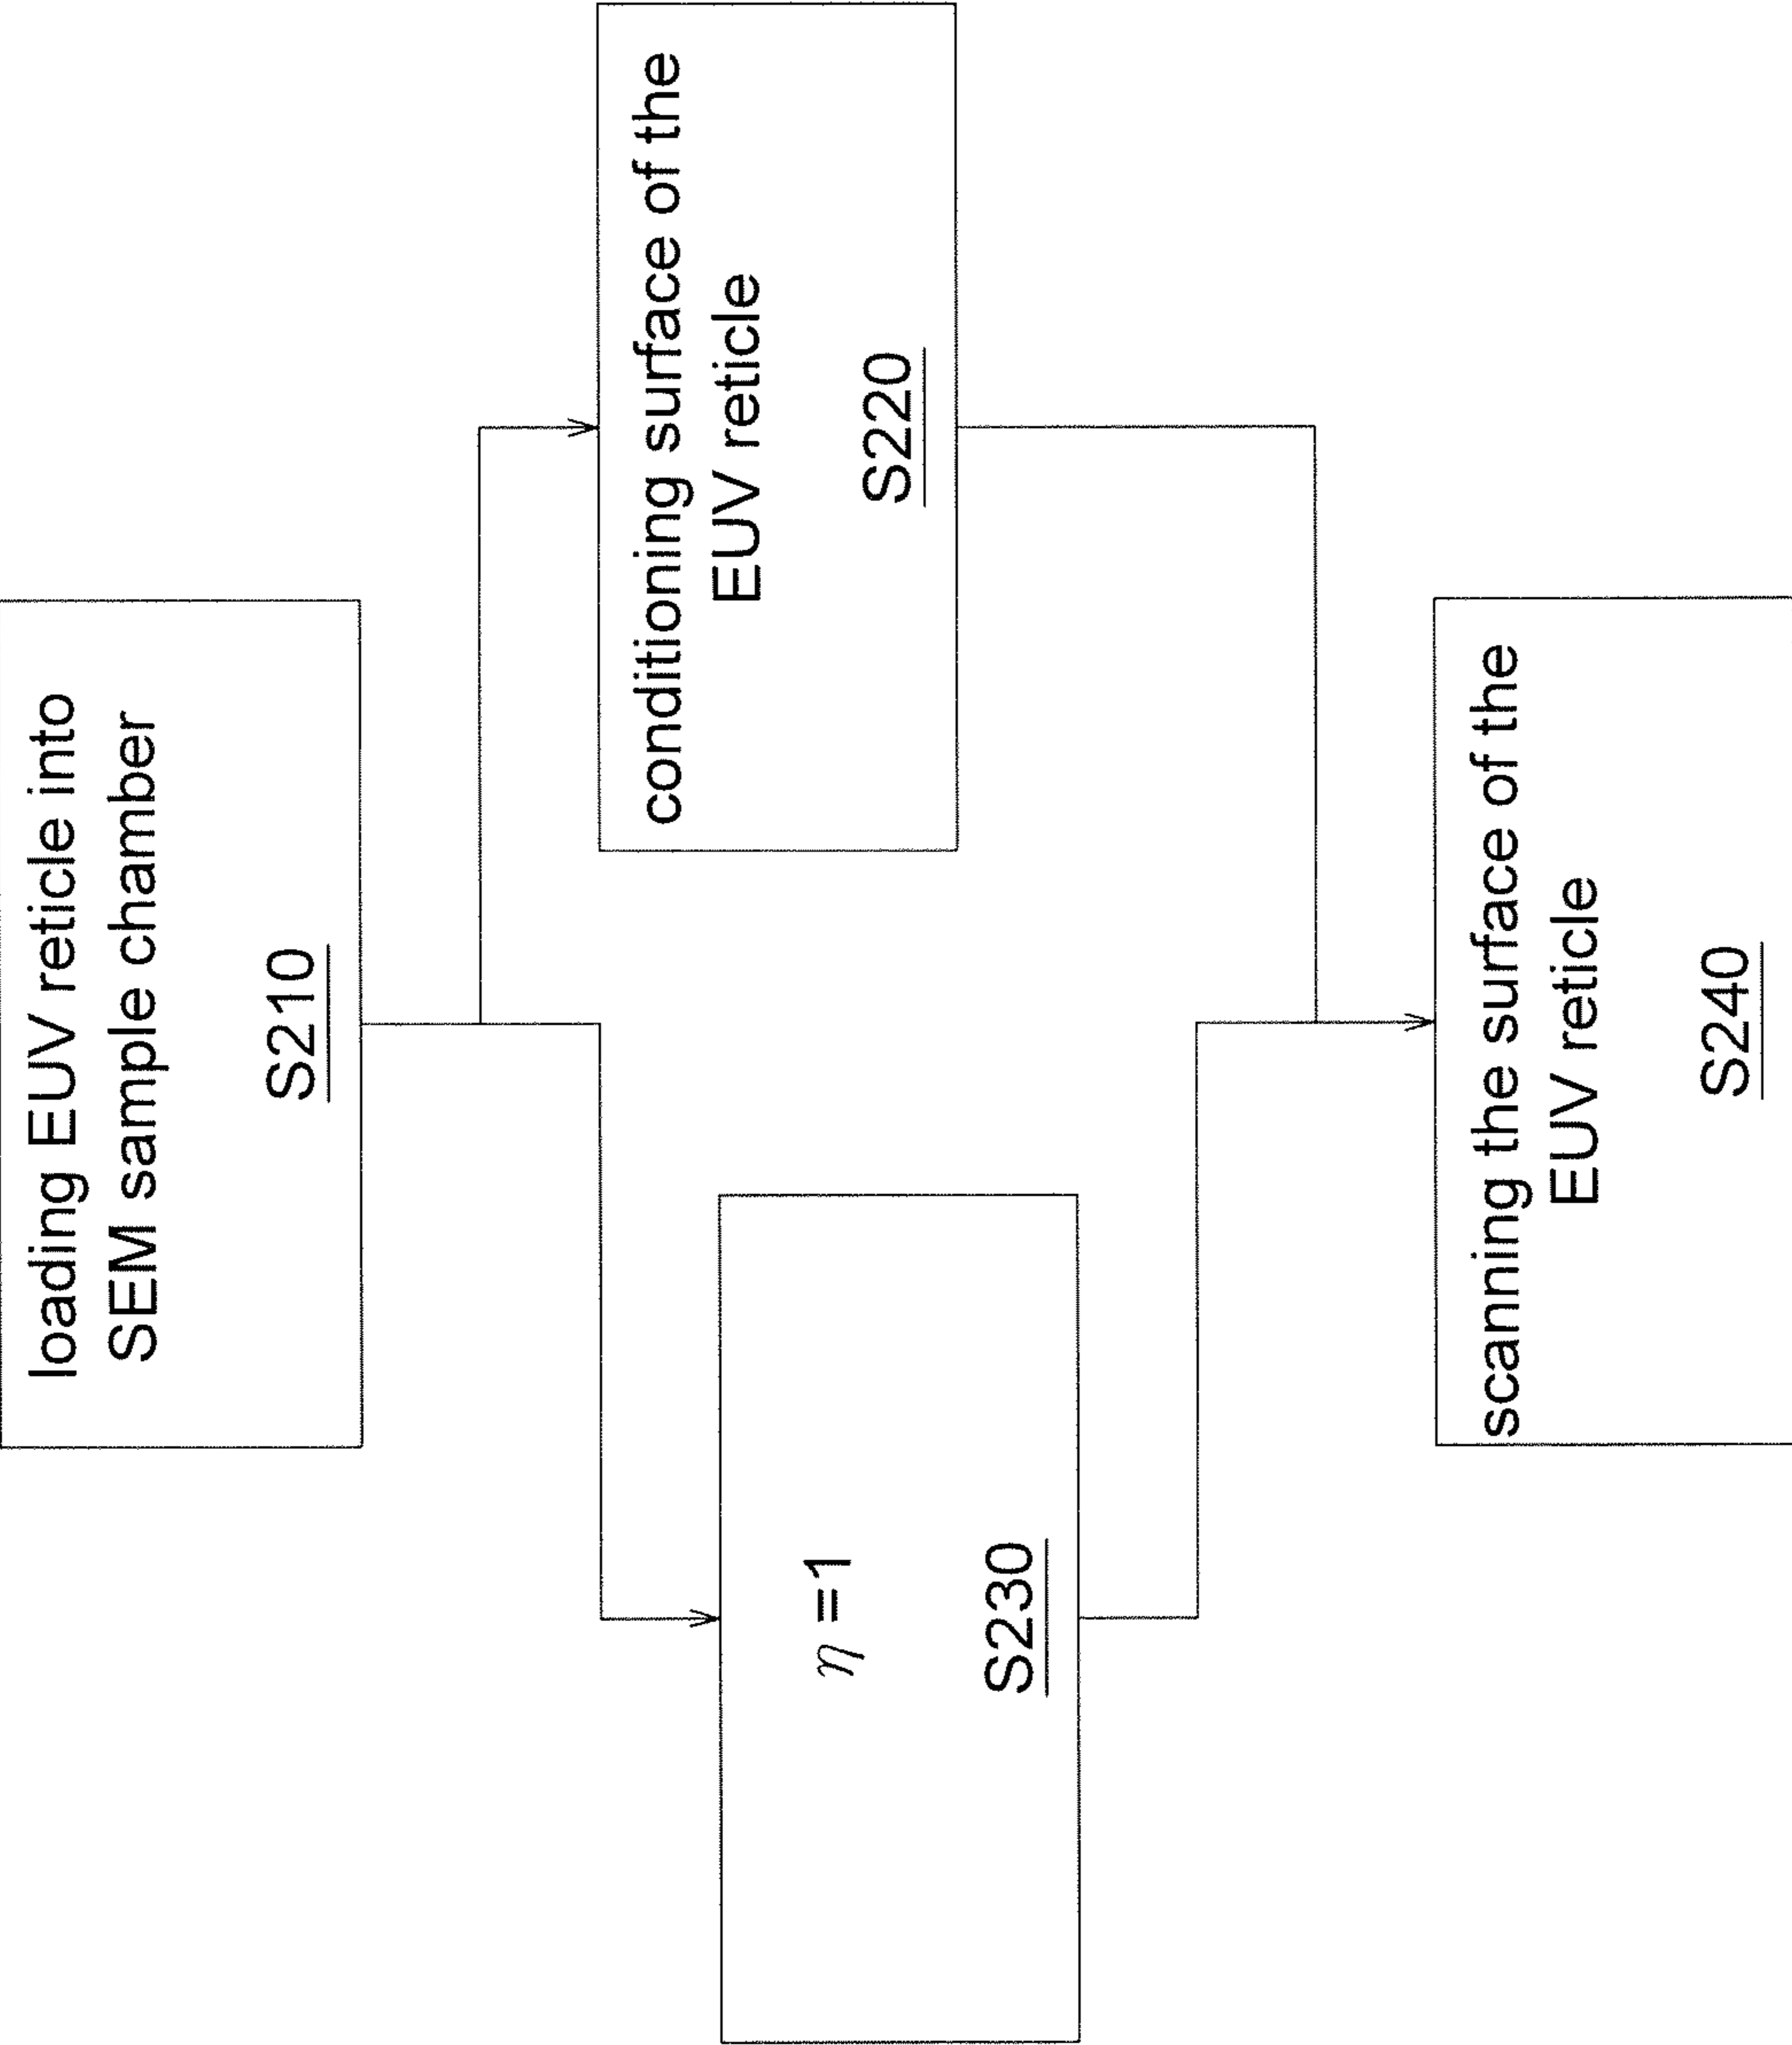 loading EUV reticle into
SEM sample chamber
S210
conditioning surface of the
EUV reticle
S220
η =1
S230
scanning the surface of the
EUV reticle
S240